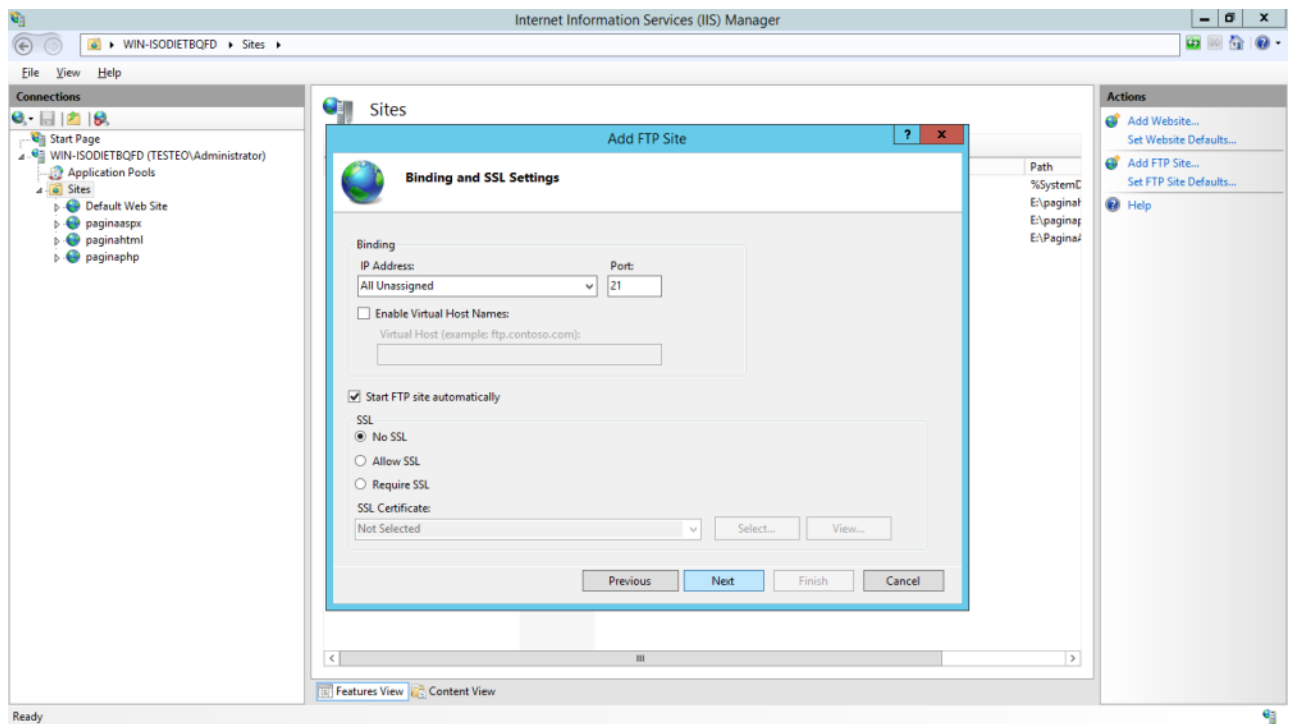 Internet Information Services (IIS) Manager
WIN-ISODIETBQFD Sites
File View Help
Connections
Start Page
WIN-ISODIETBQFD (TESTEO\Administrator)
Application Pools
Sites
Default Web Site
paginaaspx
paginahtml
paginaphp
Sites
Path
%SystemD
E:\paginah
E:\paginap
E:\PaginaA
Add FTP Site
? x
Binding and SSL Settings
Binding
IP Address: Port:
All Unassigned 21
Enable Virtual Host Names:
Virtual Host (example: ftp.contoso.com):
Start FTP site automatically
SSL
No SSL
Allow SSL
Require SSL
SSL Certificate:
Not Selected Select... View...
Previous Next Finish Cancel
Features View Content View
Actions
Add Website...
Set Website Defaults...
Add FTP Site...
Set FTP Site Defaults...
Help
Ready